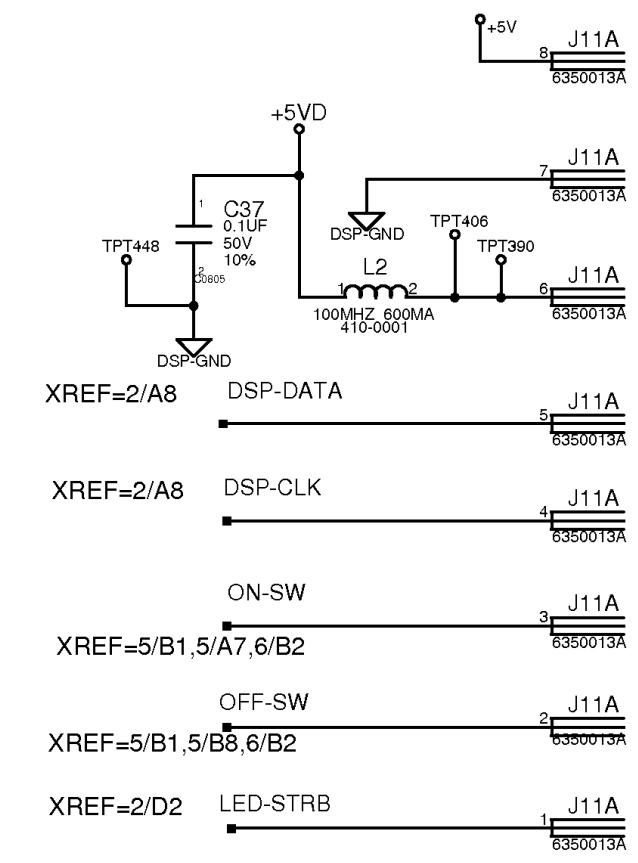 +5V
J11A
8
6350013A
+5VD
J11A
7
6350013A
1
C37
0.1UF
50V
10%
2
C0805
DSP-GND
TPT448
DSP-GND
TPT406
TPT390
L2
1
2
100MHZ 600MA
410-0001
J11A
6
6350013A
XREF=2/A8
DSP-DATA
J11A
5
6350013A
XREF=2/A8
DSP-CLK
J11A
4
6350013A
ON-SW
J11A
3
6350013A
XREF=5/B1,5/A7,6/B2
OFF-SW
J11A
2
6350013A
XREF=5/B1,5/B8,6/B2
XREF=2/D2
LED-STRB
J11A
1
6350013A